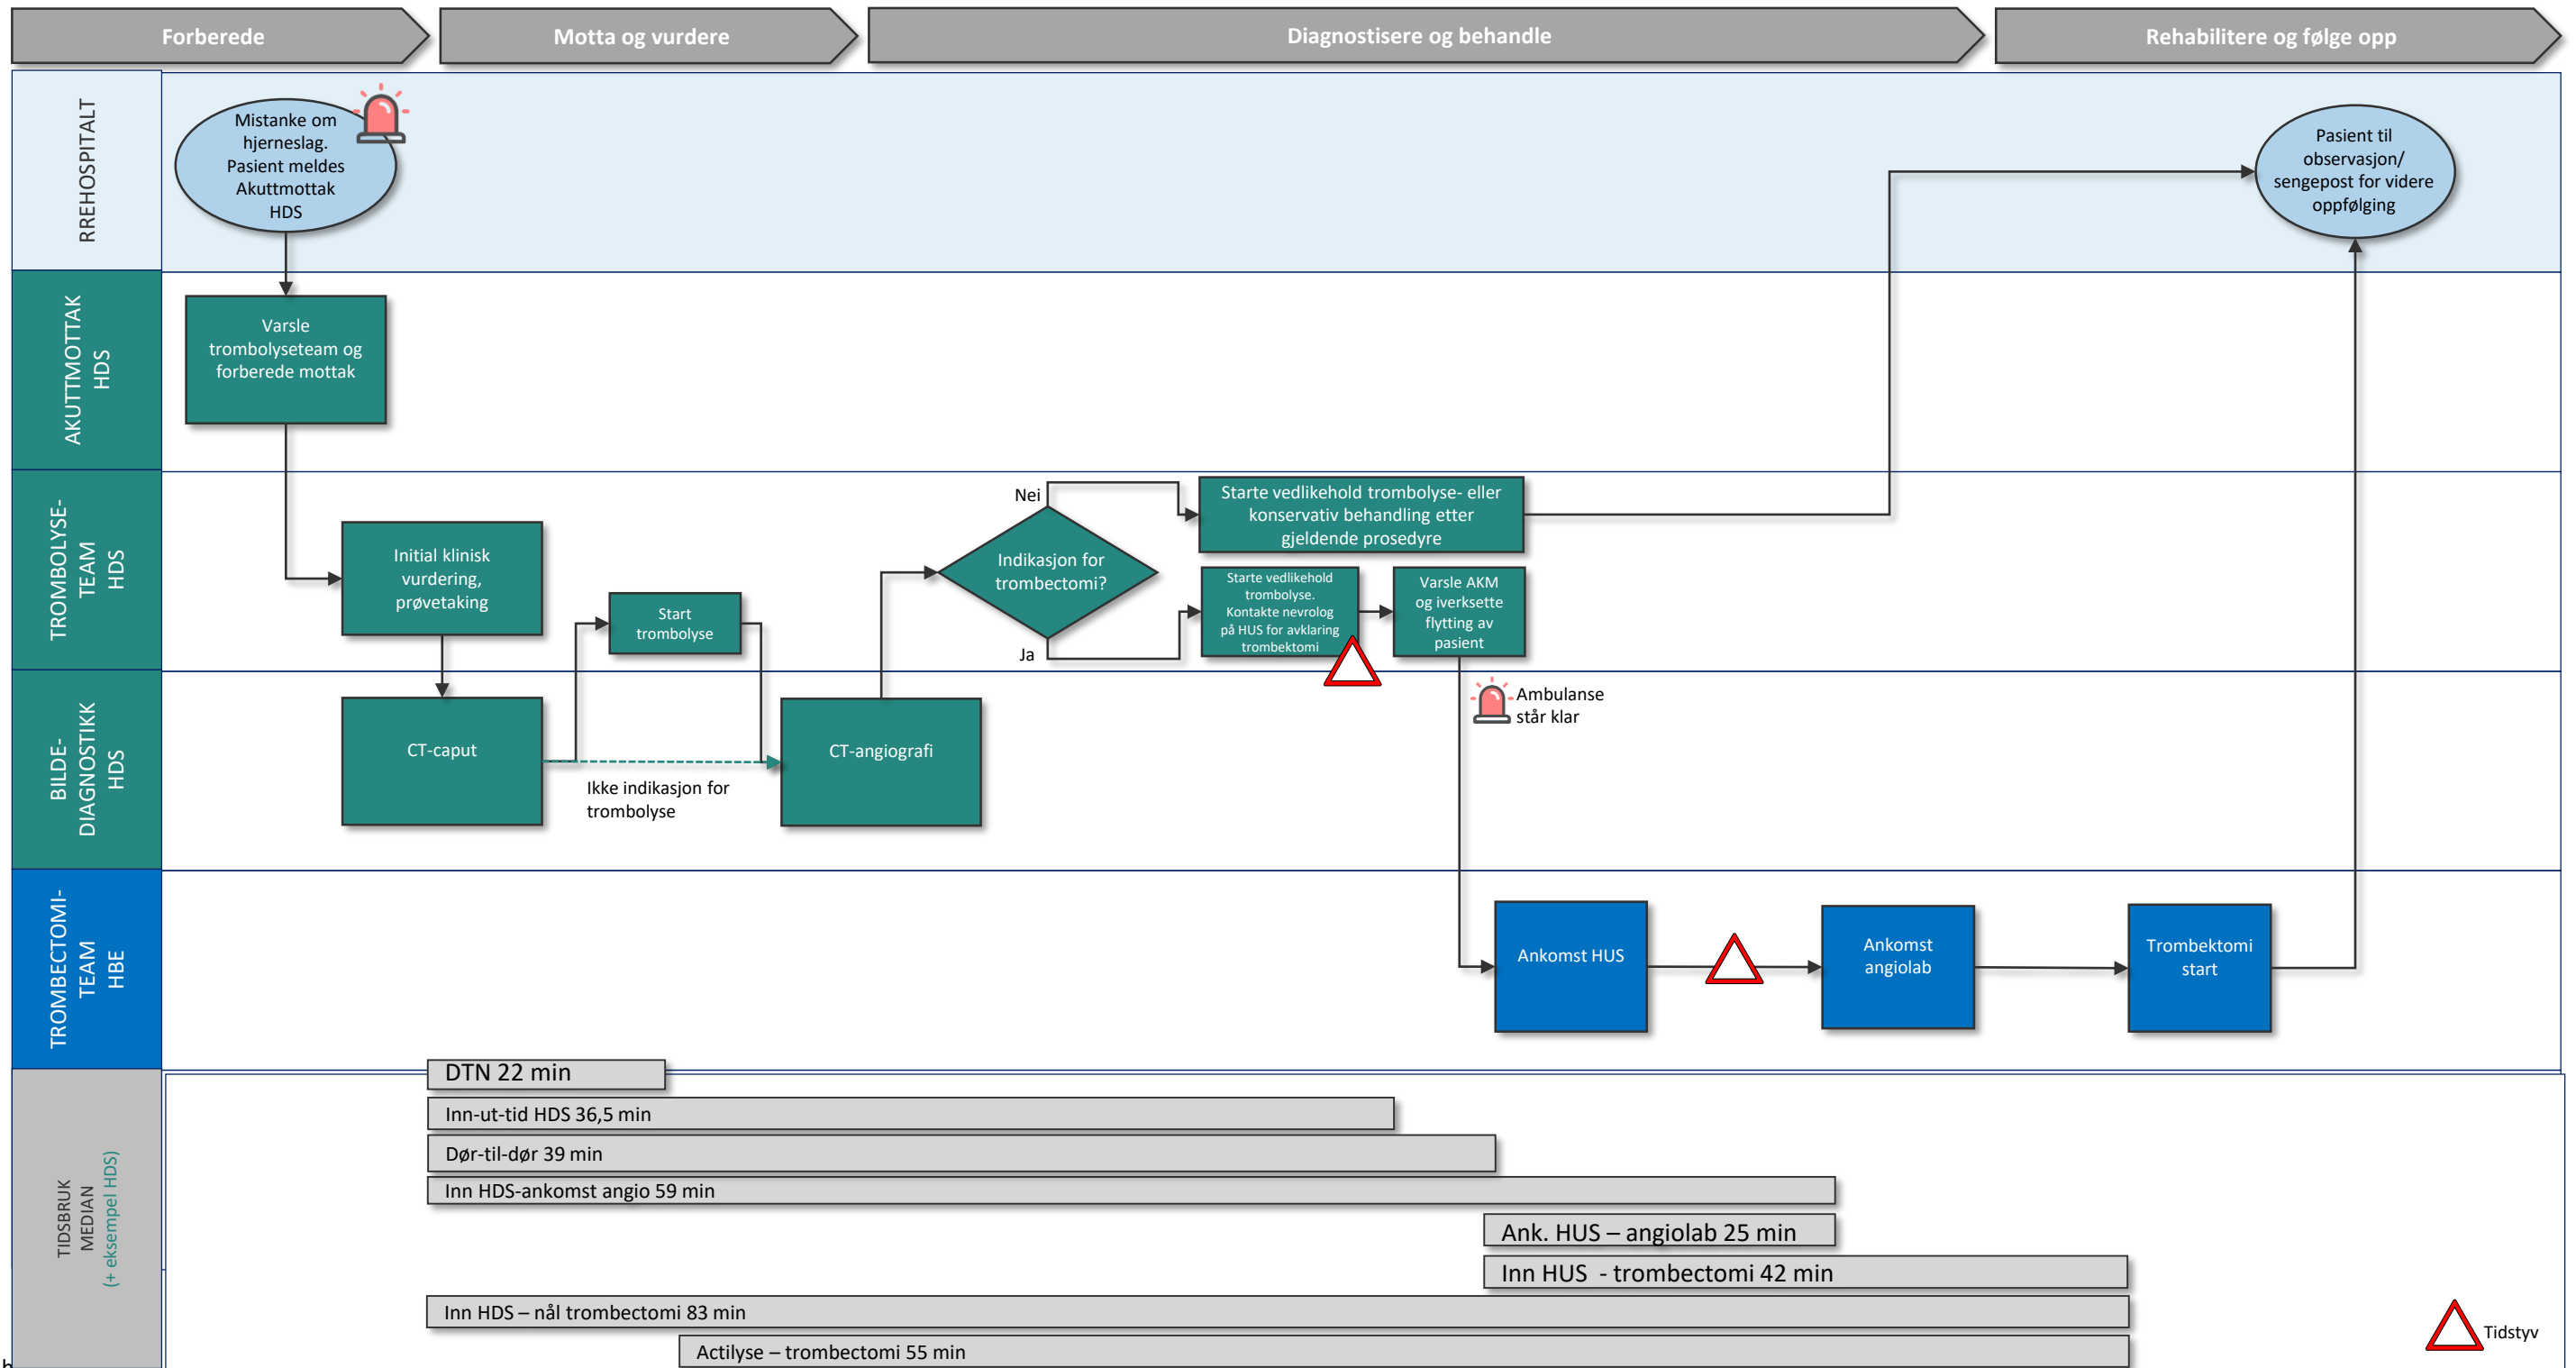 Forberede
Motta og vurdere
Diagnostisere og behandle
Rehabilitere og følge opp
RREHOSPITALT
Mistanke om
hjerneslag.
Pasient meldes
Akuttmottak
HDS
Pasient til
observasjon/
sengepost for videre
oppfølging
AKUTTMOTTAK
HDS
Varsle
trombolyseteam og
forberede mottak
TROMBOLYSE-
TEAM
HDS
Initial klinisk
vurdering,
prøvetaking
Start
trombolyse
Indikasjon for
trombectomi?
Nei
Ja
Starte vedlikehold trombolyse- eller
konservativ behandling etter
gjeldende prosedyre
Starte vedlikehold
trombolyse.
Kontakte nevrolog
på HUS for avklaring
trombektomi
Varsle AKM
og iverksette
flytting av
pasient
BILDE-
DIAGNOSTIKK
HDS
CT-caput
Ikke indikasjon for
trombolyse
CT-angiografi
Ambulanse
står klar
TROMBECTOMI-
TEAM
HBE
Ankomst HUS
Ankomst
angiolab
Trombektomi
start
TIDSBRUK
MEDIAN
(+ eksempel HDS)
DTN 22 min
Inn-ut-tid HDS 36,5 min
Dør-til-dør 39 min
Inn HDS-ankomst angio 59 min
Ank. HUS – angiolab 25 min
Inn HUS - trombectomi 42 min
Inn HDS – nål trombectomi 83 min
Actilyse – trombectomi 55 min
Tidstyv
h